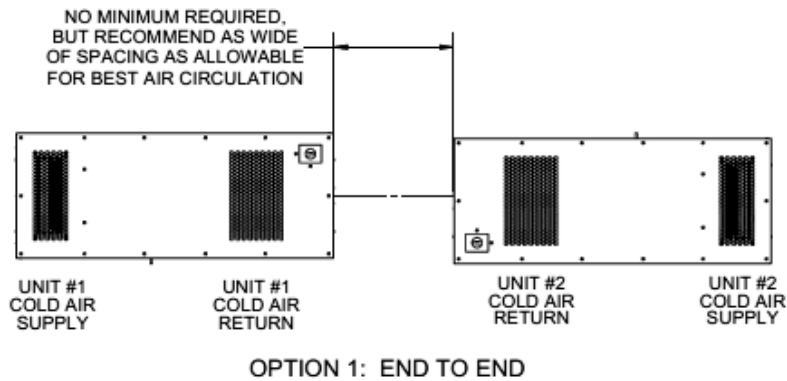 NO MINIMUM REQUIRED,
BUT RECOMMEND AS WIDE
OF SPACING AS ALLOWABLE
FOR BEST AIR CIRCULATION
UNIT #1
COLD AIR
SUPPLY
UNIT #1
COLD AIR
RETURN
UNIT #2
COLD AIR
RETURN
UNIT #2
COLD AIR
SUPPLY
OPTION 1: END TO END